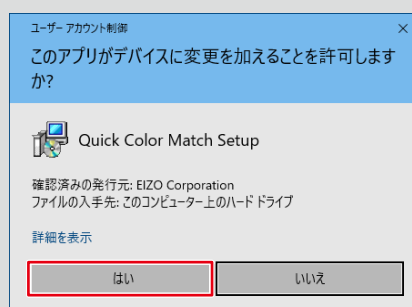 ユーザー アカウント制御
このアプリがデバイスに変更を加えることを許可します
か?
Quick Color Match Setup
確認済みの発行元: EIZO Corporation
ファイルの入手先: このコンピューター上のハード ドライブ
詳細を表示
はい
いいえ